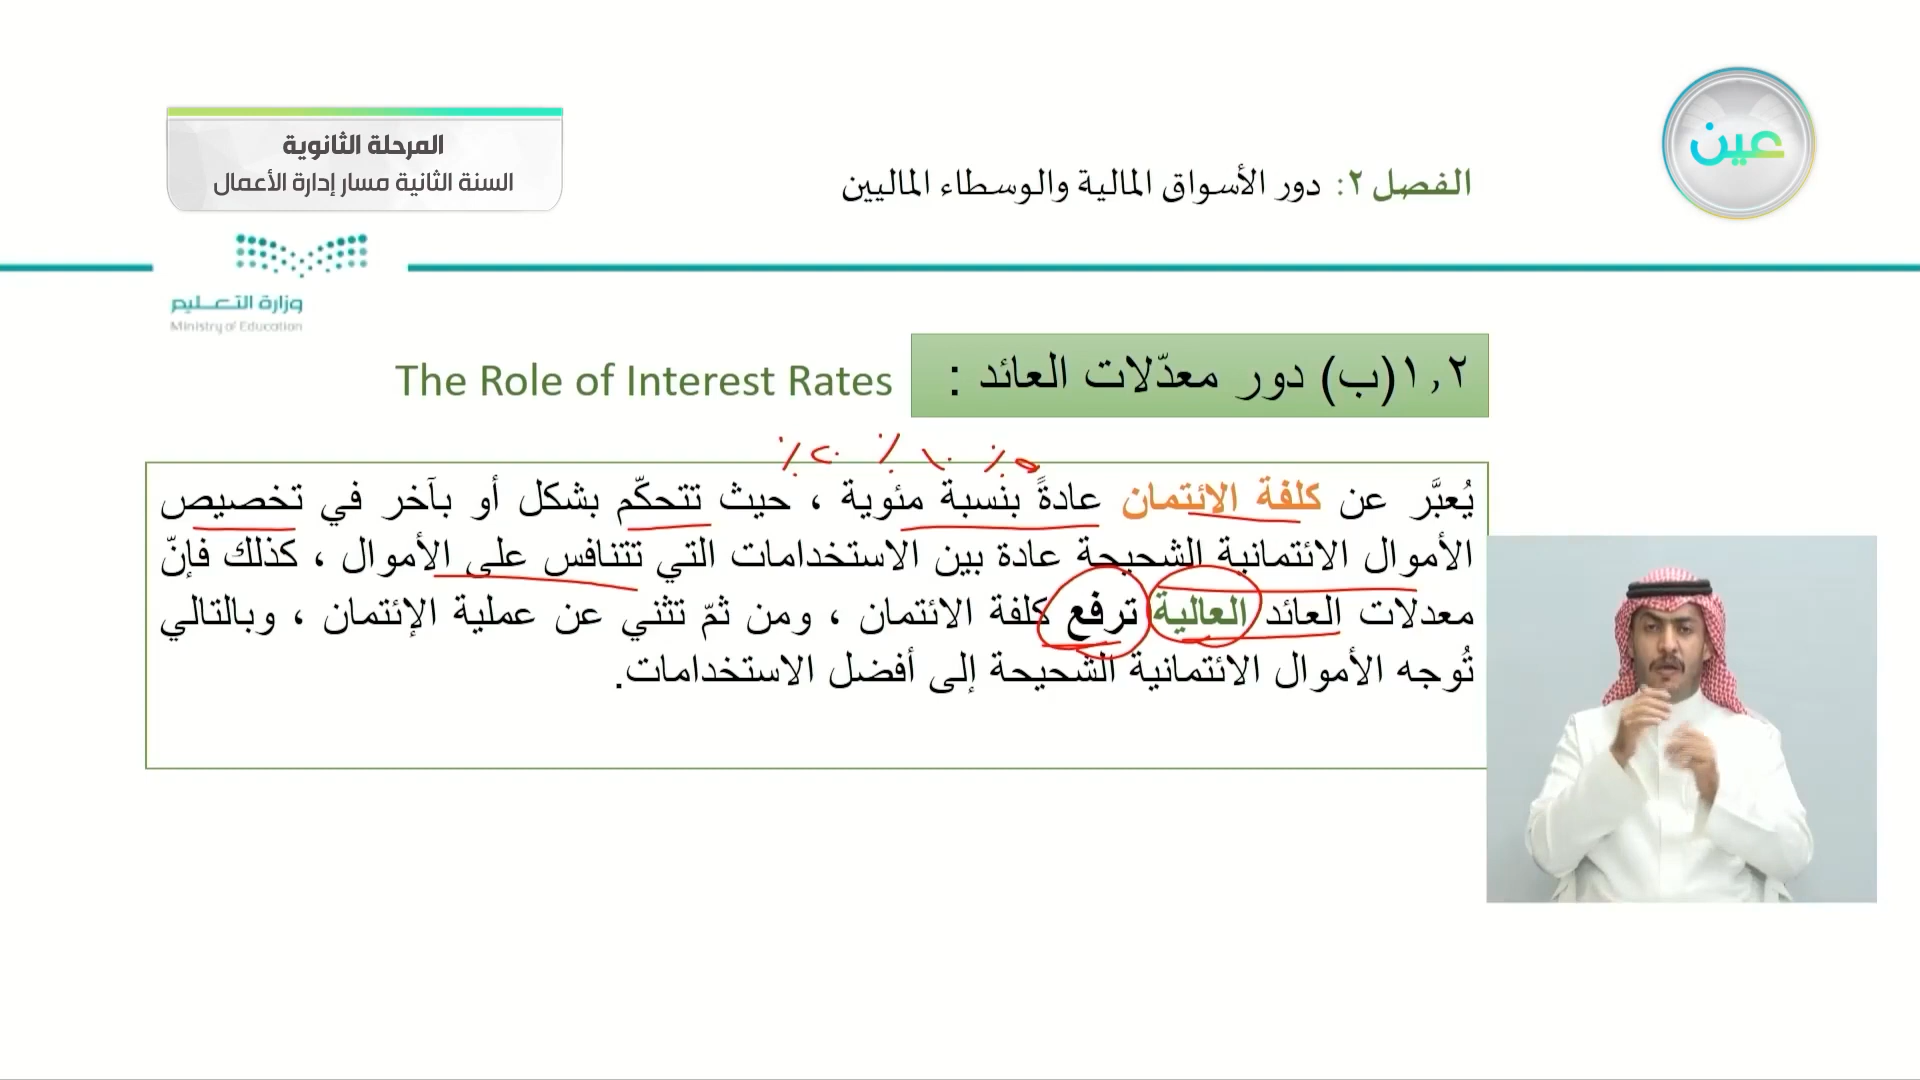 المرحلة الثانوية
السنة الثانية مسار إدارة الأعمال
عين
الفصل ٢: دور الأسواق المالية والوسطاء الماليين
وزارة التعليم
Ministry of Education
١,٢(ب) دور معدّلات العائد :
The Role of Interest Rates
٪٥ ٪١٠ ٪٢٠
يُعبَّر عن كلفة الائتمان عادةً بنسبة مئوية ، حيث تتحكّم بشكل أو بآخر في تخصيص
الأموال الائتمانية الشحيحة عادة بين الاستخدامات التي تتنافس على الأموال ، كذلك فإنّ
معدلات العائد العالية ترفع كلفة الائتمان ، ومن ثمّ تثني عن عملية الإئتمان ، وبالتالي
تُوجه الأموال الائتمانية الشحيحة إلى أفضل الاستخدامات.